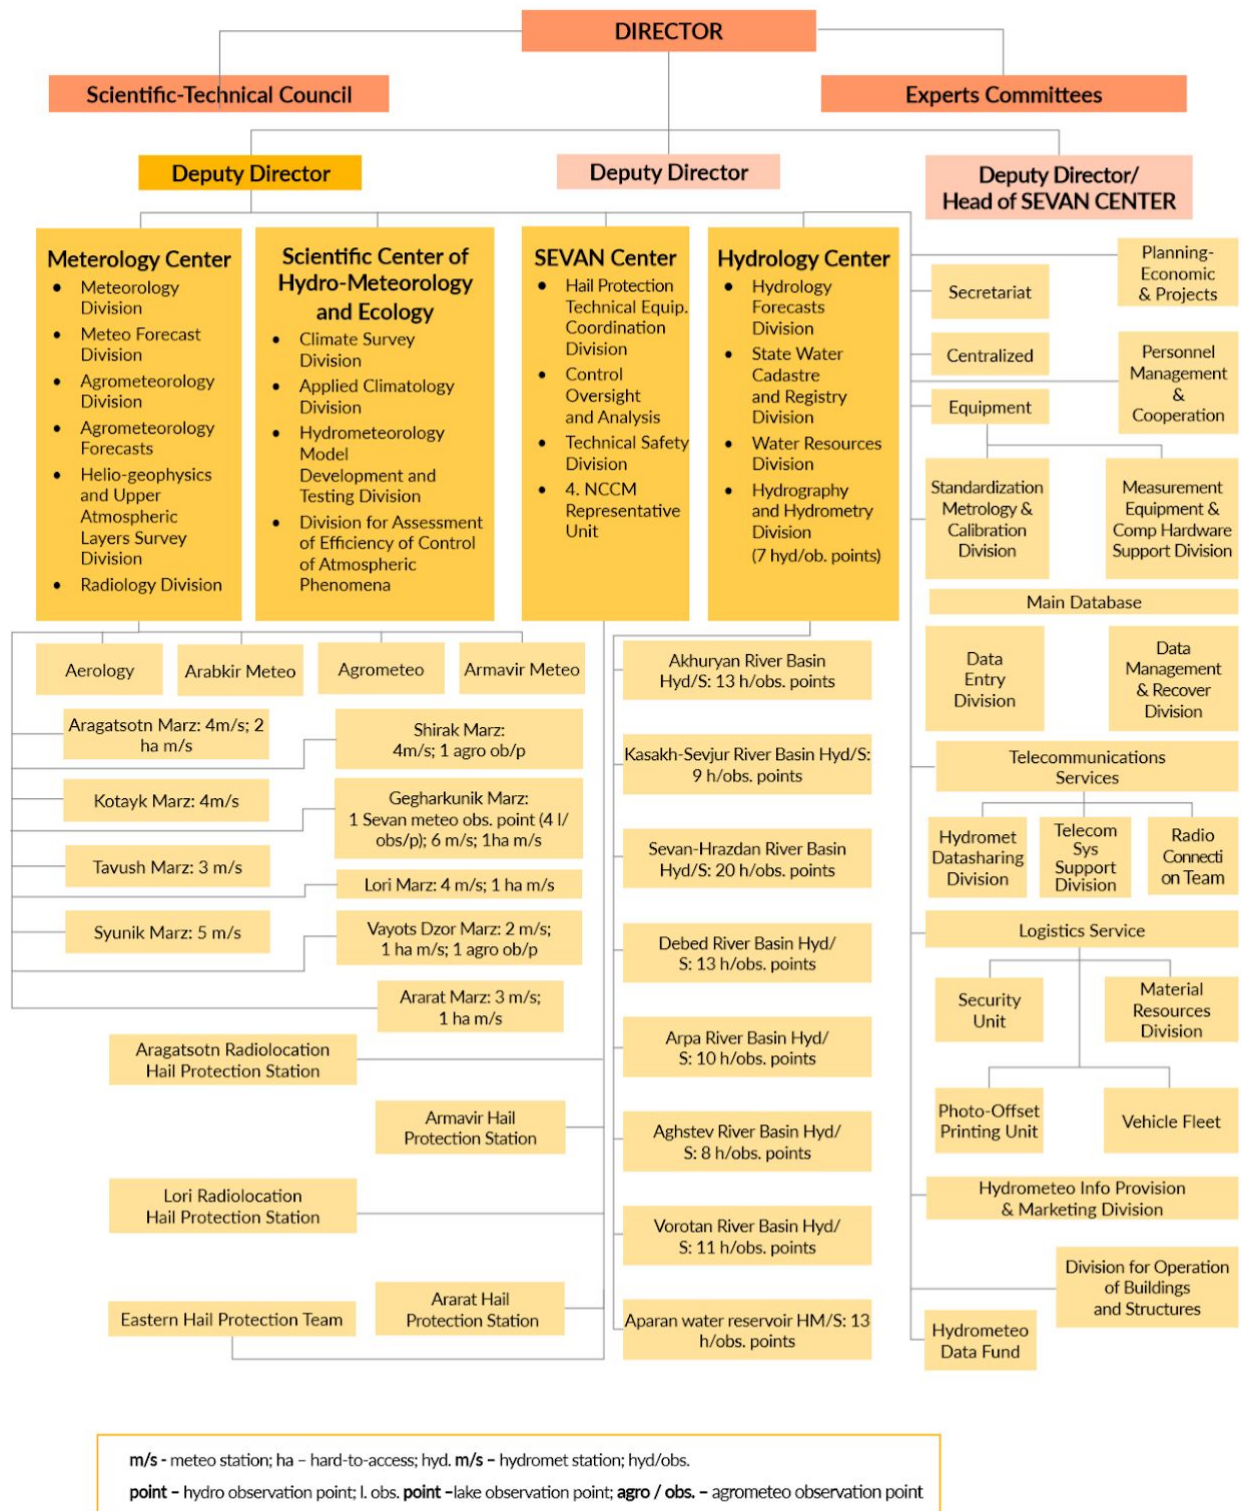 DIRECTOR
Scientific-Technical Council
Experts Committees
Deputy Director
Deputy Director
Deputy Director/
Head of SEVAN CENTER
Meterology Center
• Meteorology
Division
• Meteo Forecast
Division
• Agrometeorology
Division
• Agrometeorology
Forecasts
• Helio-geophysics
and Upper
Atmospheric
Layers Survey
Division
• Radiology Division
Scientific Center of
Hydro-Meteorology
and Ecology
• Climate Survey
Division
• Applied Climatology
Division
• Hydrometeorology
Model
Development and
Testing Division
• Division for Assessment
of Efficiency of Control
of Atmospheric
Phenomena
SEVAN Center
• Hail Protection
Technical Equip.
Coordination
Division
• Control
Oversight
and Analysis
• Technical Safety
Division
• 4. NCCM
Representative
Unit
Hydrology Center
• Hydrology
Forecasts
Division
• State Water
Cadastre
and Registry
Division
• Water Resources
Division
• Hydrography
and Hydrometry
Division
(7 hyd/ob. points)
Planning-
Economic
& Projects
Secretariat
Centralized
Personnel
Management
&
Cooperation
Equipment
Standardization
Metrology &
Calibration
Division
Measurement
Equipment &
Comp Hardware
Support Division
Main Database
Data
Entry
Division
Data
Management
& Recover
Division
Telecommunications
Services
Hydromet
Datasharing
Division
Telecom
Sys
Support
Division
Radio
Connecti
on Team
Logistics Service
Security
Unit
Material
Resources
Division
Photo-Offset
Printing Unit
Vehicle Fleet
Hydrometeo Info Provision
& Marketing Division
Division for Operation
of Buildings
and Structures
Hydrometeo
Data Fund
Aerology
Arabkir Meteo
Agrometeo
Armavir Meteo
Aragatsotn Marz: 4m/s; 2
ha m/s
Shirak Marz:
4m/s; 1 agro ob/p
Kotayk Marz: 4m/s
Gegharkunik Marz:
1 Sevan meteo obs. point (4 l/
obs/p); 6 m/s; 1ha m/s
Tavush Marz: 3 m/s
Lori Marz: 4 m/s; 1 ha m/s
Syunik Marz: 5 m/s
Vayots Dzor Marz: 2 m/s;
1 ha m/s; 1 agro ob/p
Ararat Marz: 3 m/s;
1 ha m/s
Aragatsotn Radiolocation
Hail Protection Station
Armavir Hail
Protection Station
Lori Radiolocation
Hail Protection Station
Ararat Hail
Protection Station
Eastern Hail Protection Team
Akhuryan River Basin
Hyd/S: 13 h/obs. points
Kasakh-Sevjur River Basin Hyd/S:
9 h/obs. points
Sevan-Hrazdan River Basin
Hyd/S: 20 h/obs. points
Debed River Basin Hyd/
S: 13 h/obs. points
Arpa River Basin Hyd/
S: 10 h/obs. points
Aghstev River Basin Hyd/
S: 8 h/obs. points
Vorotan River Basin Hyd/
S: 11 h/obs. points
Aparan water reservoir HM/S: 13
h/obs. points
m/s - meteo station; ha – hard-to-access; hyd. m/s – hydromet station; hyd/obs.
point – hydro observation point; l. obs. point –lake observation point; agro / obs. – agrometeo observation point